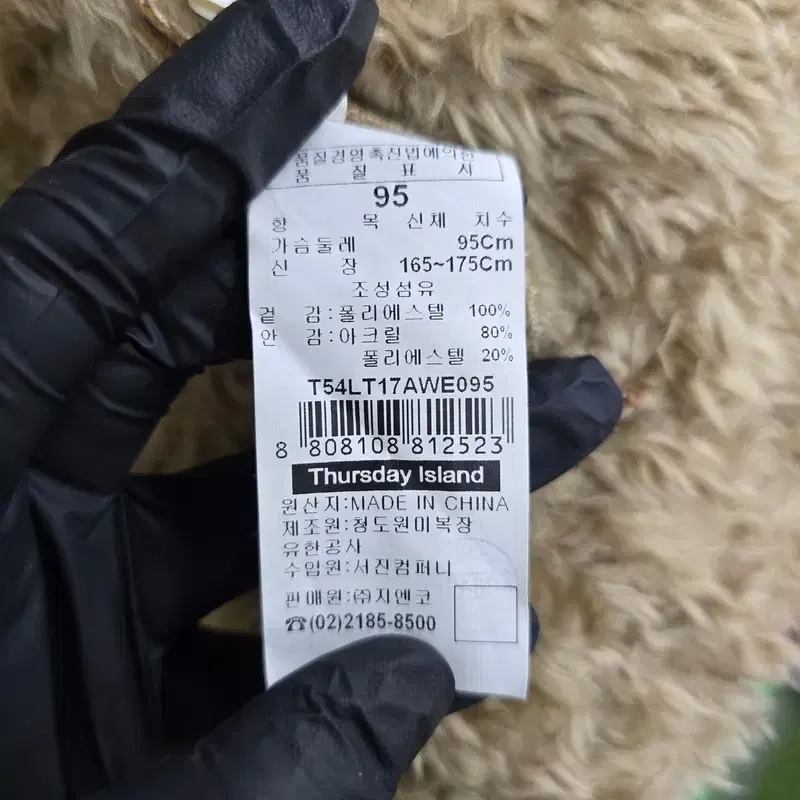 품질경영촉진법에의한
품 질 표 시
95
항 목 신체 치수
가슴둘레 95Cm
신 장 165~175Cm
조성섬유
겉 감:폴리에스텔 100%
안 감:아크릴 80%
폴리에스텔 20%
T54LT17AWE095
8 808108 812523
Thursday Island
원산지:MADE IN CHINA
제조원:청도원미복장
유한공사
수입원:서진컴퍼니
판매원:㈜지엔코
☎(02)2185-8500